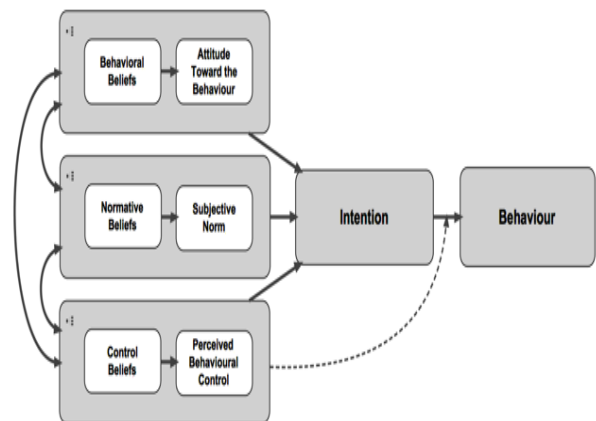 Behavioral
Beliefs
Attitude
Toward the
Behaviour
Normative
Beliefs
Subjective
Norm
Control
Beliefs
Perceived
Behavioural
Control
Intention
Behaviour